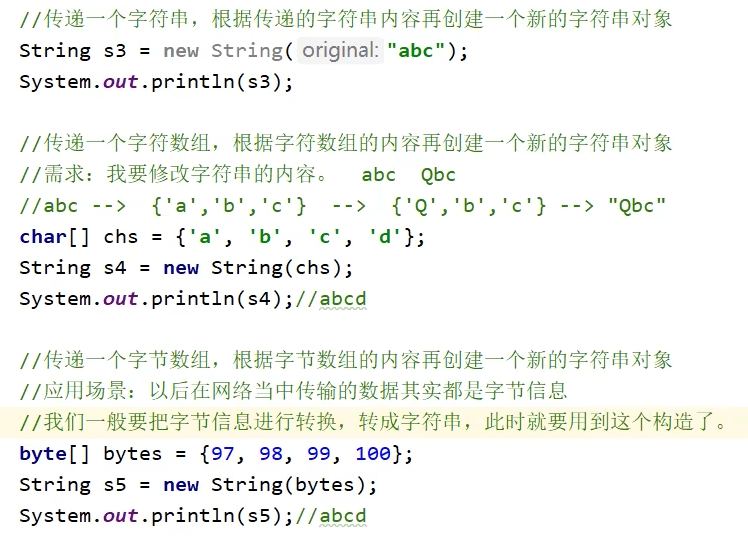 //传递一个字符串，根据传递的字符串内容再创建一个新的字符串对象
String s3 = new String( original: "abc");
System.out.println(s3);
//传递一个字符数组，根据字符数组的内容再创建一个新的字符串对象
//需求：我要修改字符串的内容。  abc  Qbc
//abc -->  {'a','b','c'}  -->  {'Q','b','c'} --> "Qbc"
char[] chs = {'a', 'b', 'c', 'd'};
String s4 = new String(chs);
System.out.println(s4);//abcd
//传递一个字节数组，根据字节数组的内容再创建一个新的字符串对象
//应用场景：以后在网络当中传输的数据其实都是字节信息
//我们一般要把字节信息进行转换，转成字符串，此时就要用到这个构造了。
byte[] bytes = {97, 98, 99, 100};
String s5 = new String(bytes);
System.out.println(s5);//abcd